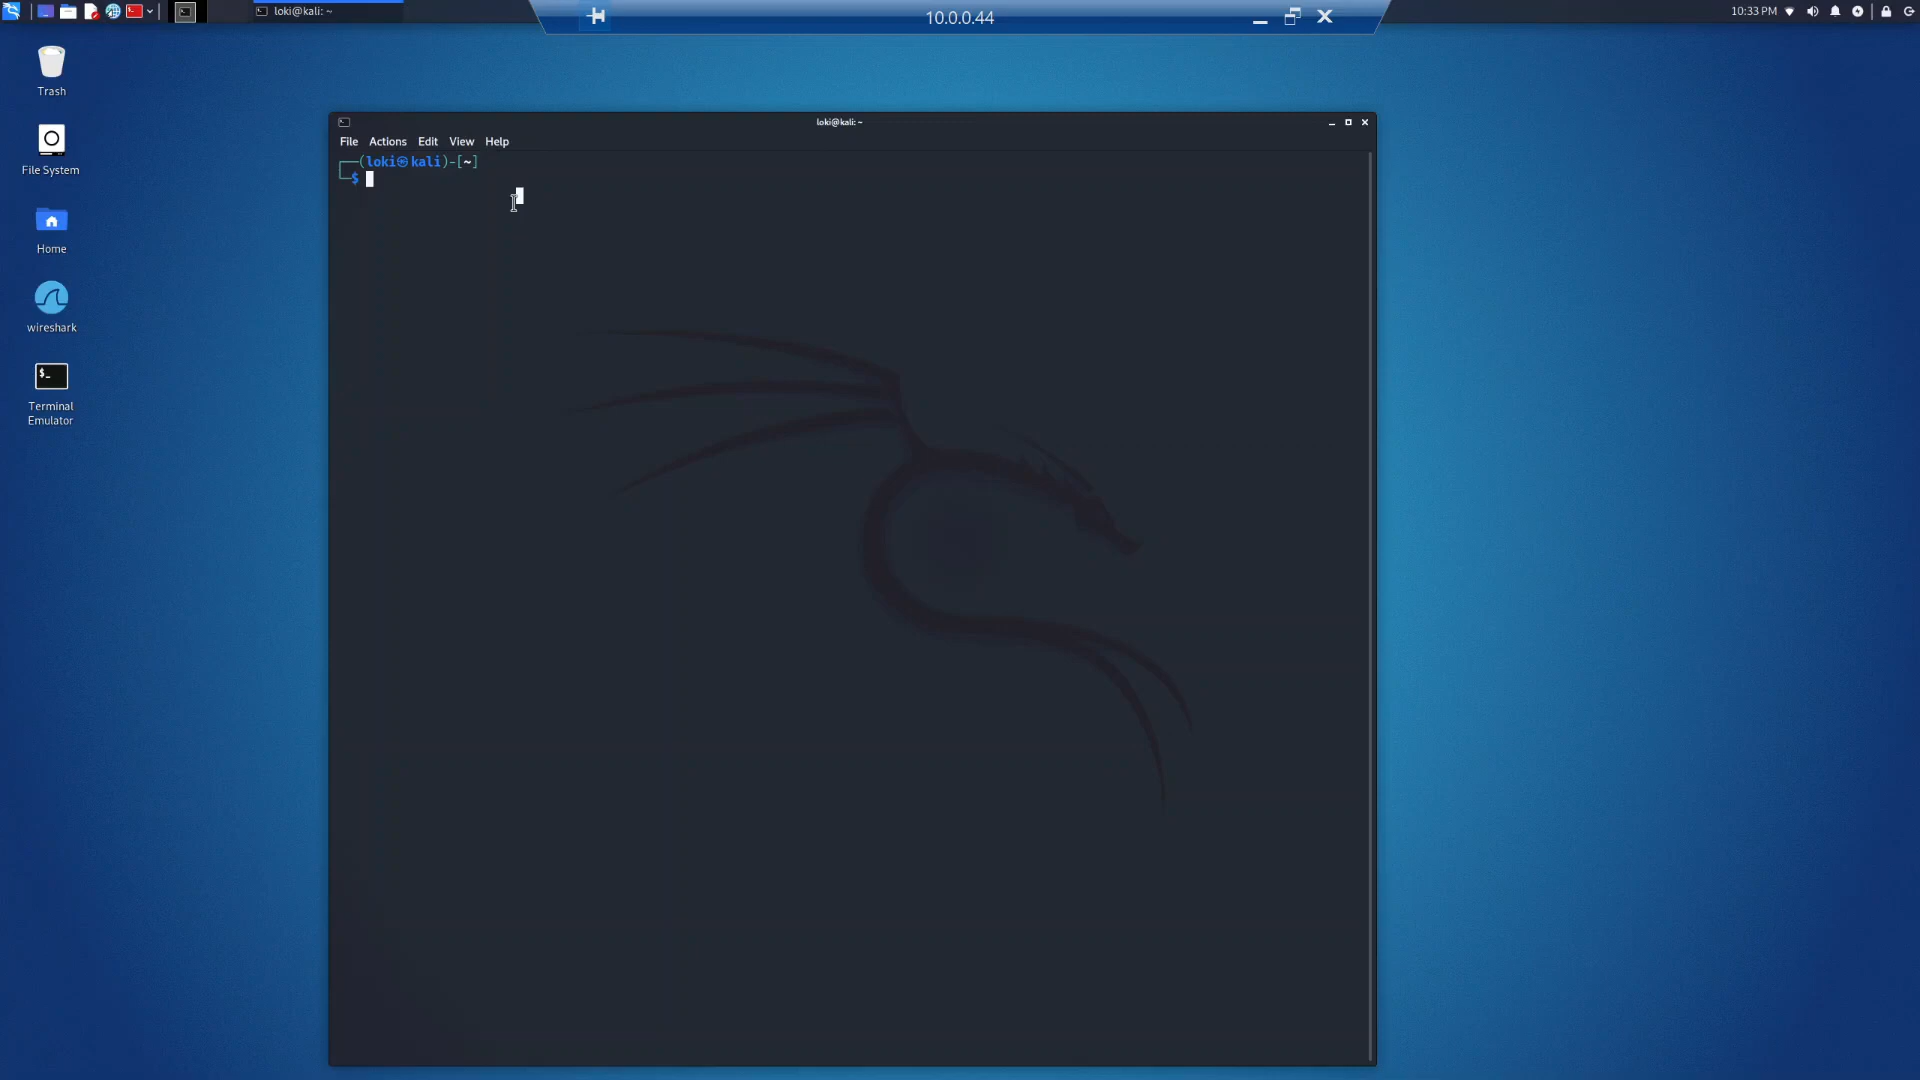 loki@kali: ~
10.0.0.44
10:33 PM
Trash
File System
Home
wireshark
$_
Terminal
Emulator
loki@kali: ~
File Actions Edit View Help
┌──(loki㉿kali)-[~]
└─$